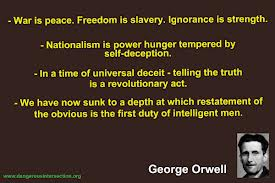 - War is peace. Freedom is slavery. Ignorance is strength.
- Nationalism is power hunger tempered by
self-deception.
- In a time of universal deceit - telling the truth
is a revolutionary act.
- We have now sunk to a depth at which restatement of
the obvious is the first duty of intelligent men.
George Orwell
www.dangerousintersection.org